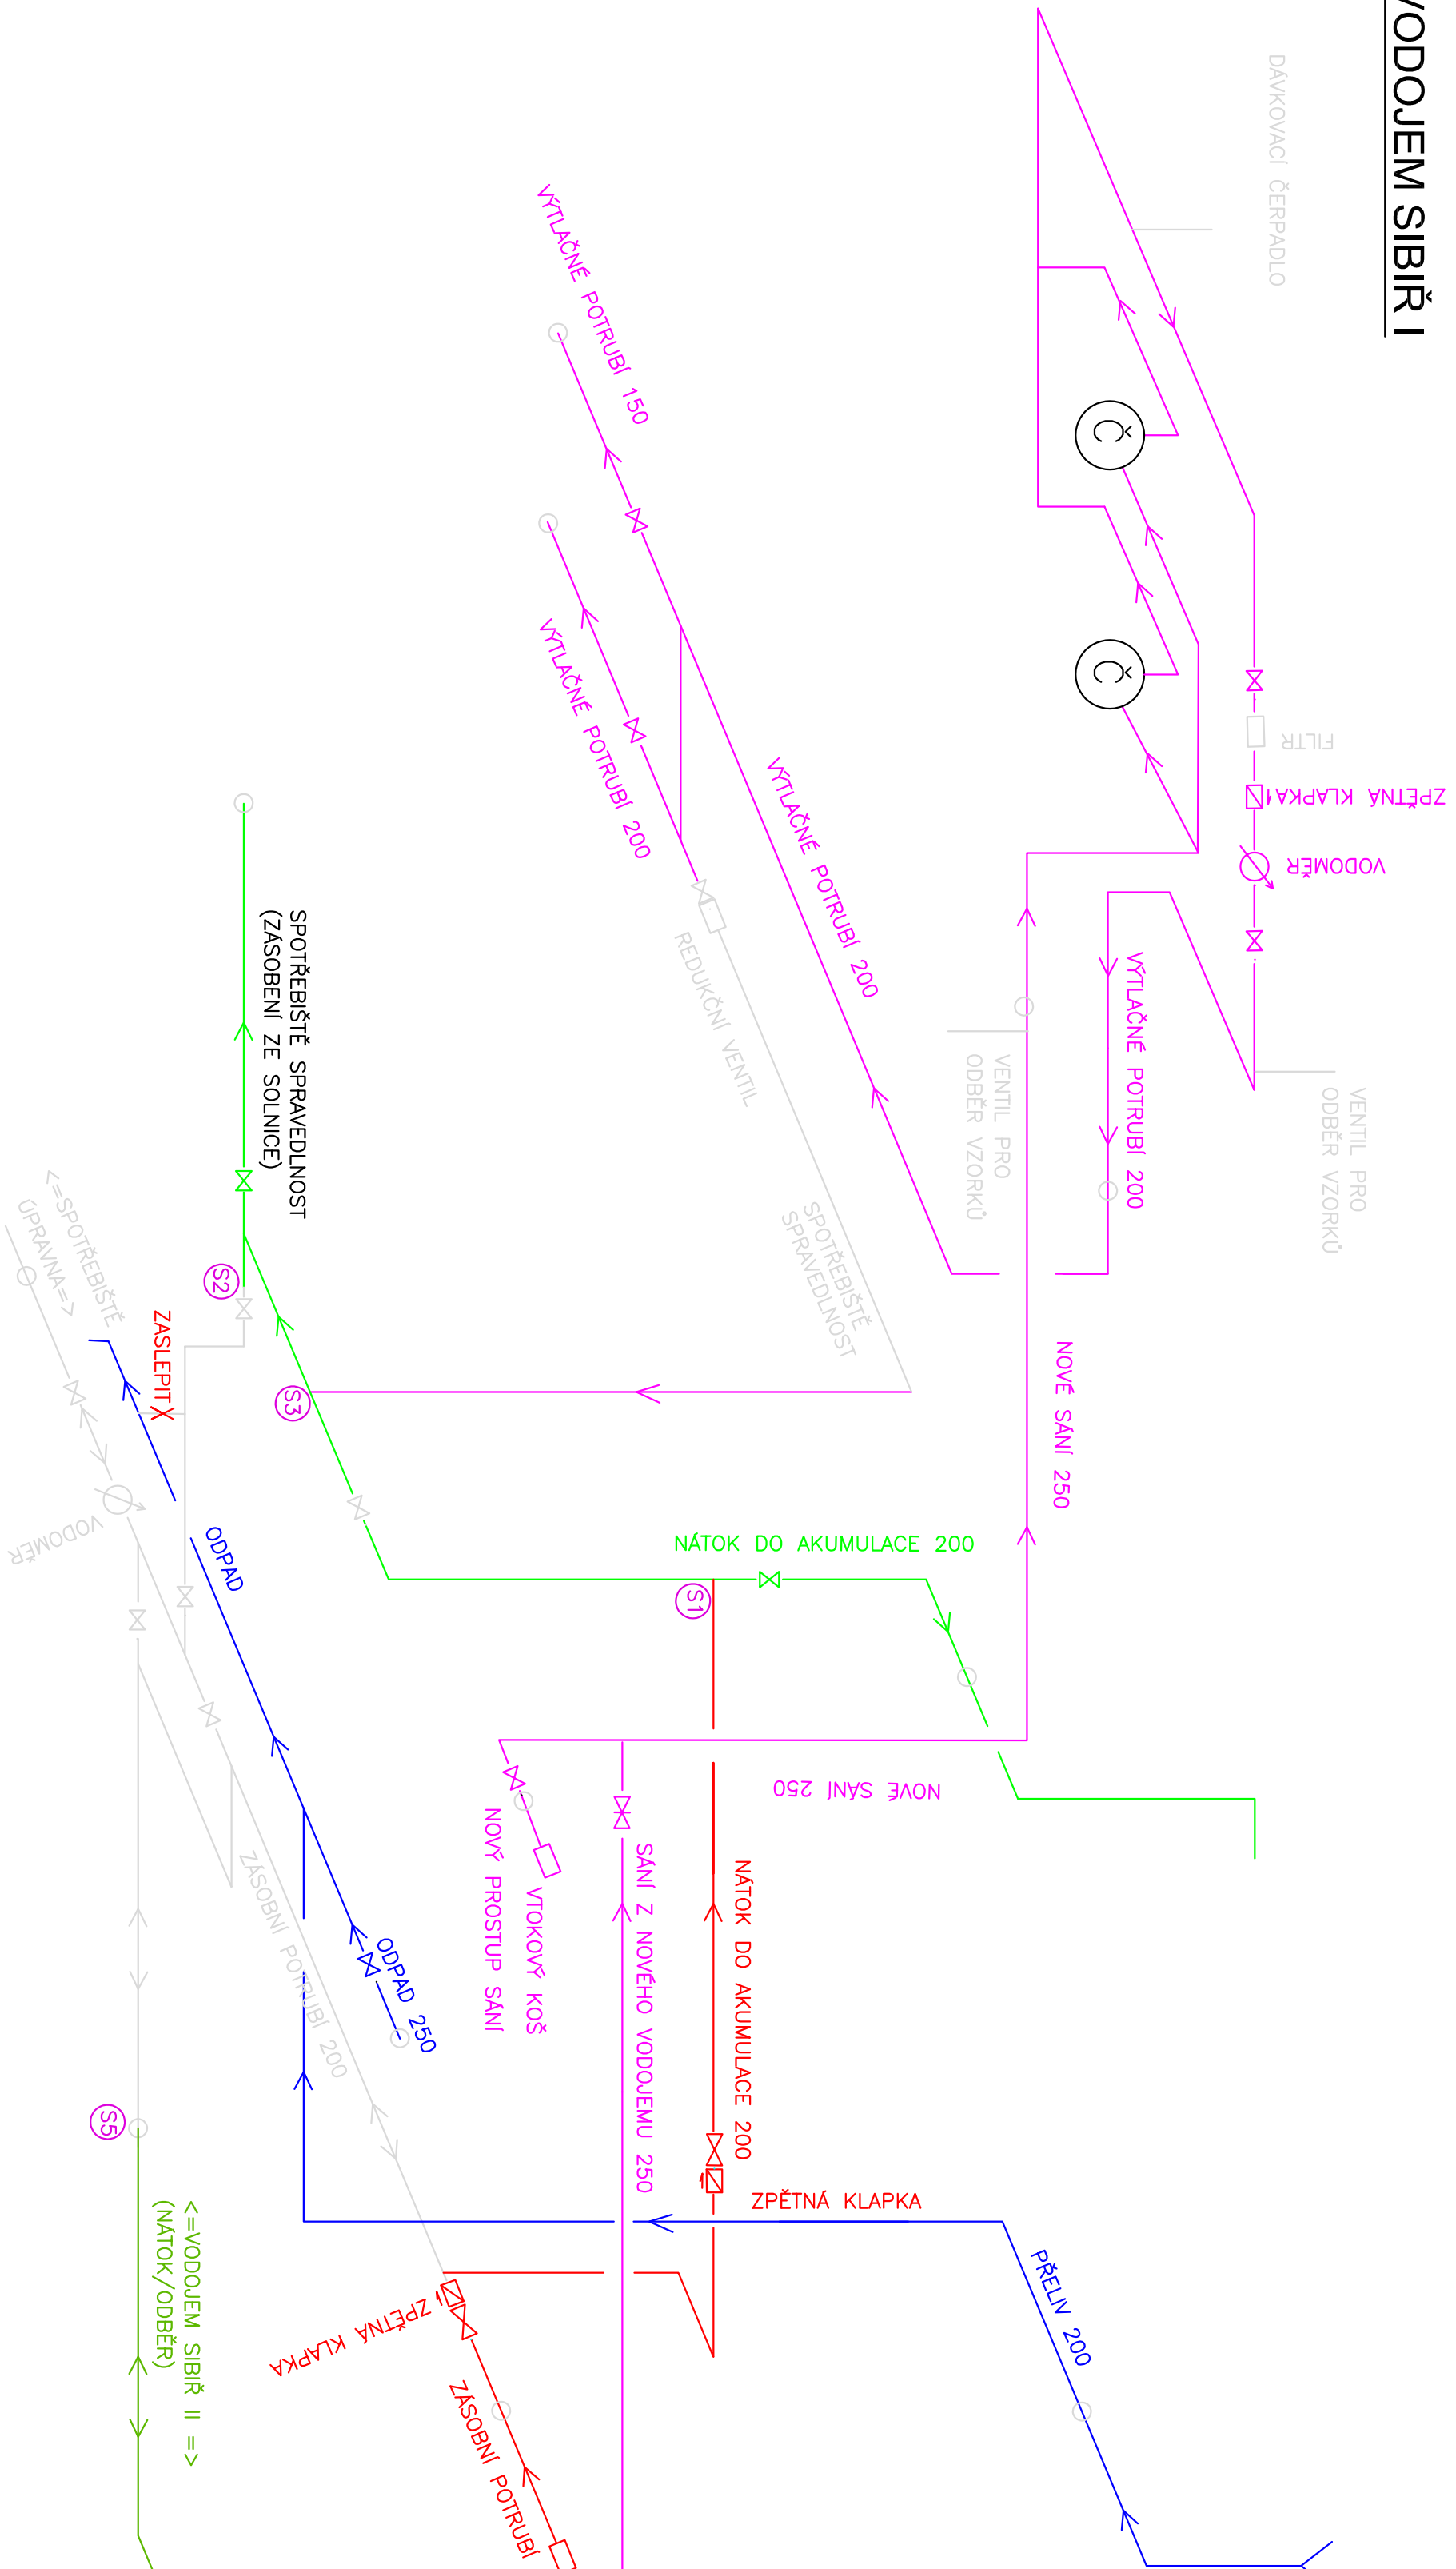 VODOJEM SIBIŘ I
DÁVKOVACÍ ČERPADLO
VÝTLAČNÉ POTRUBÍ 150
Č
Č
VÝTLAČNÉ POTRUBÍ 200
VÝTLAČNÉ POTRUBÍ 200
FILTR
ZPĚTNÁ KLAPKA
VODOMĚR
REDUKČNÍ VENTIL
VÝTLAČNÉ POTRUBÍ 200
VENTIL PRO
ODBĚR VZORKŮ
VENTIL PRO
ODBĚR VZORKŮ
SPOTŘEBIŠTĚ SPRAVEDLNOST
(ZÁSOBENÍ ZE SOLNICE)
SPOTŘEBIŠTĚ
SPRAVEDLNOST
<=SPOTŘEBIŠTĚ
ÚPRAVNA=>
S2
ZASLEPIT
S3
NOVÉ SÁNÍ 250
VODOMĚR
ODPAD
NÁTOK DO AKUMULACE 200
S1
NOVÉ SÁNÍ 250
VTOKOVÝ KOŠ
NOVÝ PROSTUP SÁNÍ
SÁNÍ Z NOVÉHO VODOJEMU 250
NÁTOK DO AKUMULACE 200
ZÁSOBNÍ POTRUBÍ 200
ODPAD 250
S5
ZPĚTNÁ KLAPKA
<=VODOJEM SIBIŘ II =>
(NÁTOK/ODBĚR)
ZPĚTNÁ KLAPKA
PŘELIV 200
ZÁSOBNÍ POTRUBÍ